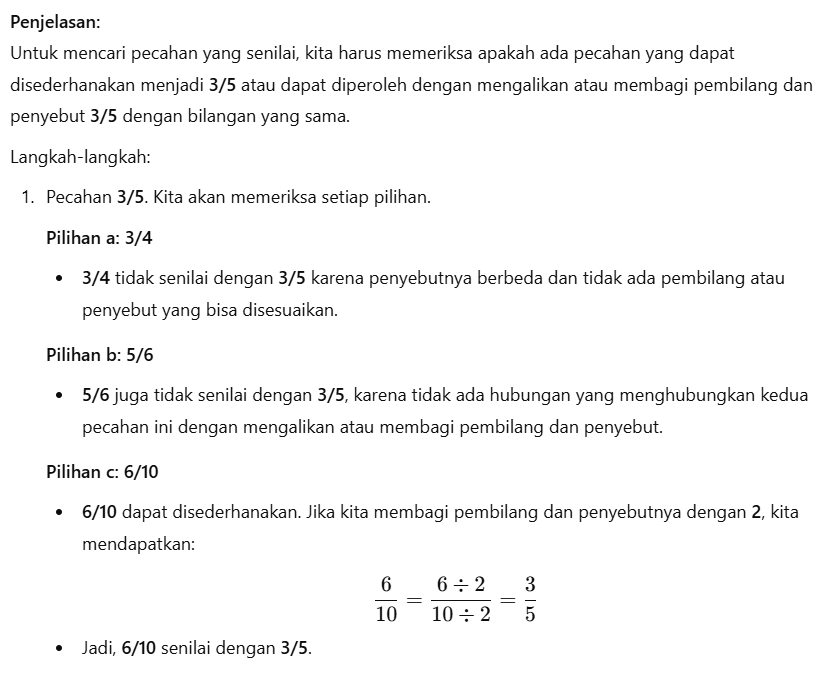 Penjelasan:
Untuk mencari pecahan yang senilai, kita harus memeriksa apakah ada pecahan yang dapat
disederhanakan menjadi 3/5 atau dapat diperoleh dengan mengalikan atau membagi pembilang dan
penyebut 3/5 dengan bilangan yang sama.
Langkah-langkah:
1. Pecahan 3/5. Kita akan memeriksa setiap pilihan.
Pilihan a: 3/4
• 3/4 tidak senilai dengan 3/5 karena penyebutnya berbeda dan tidak ada pembilang atau
penyebut yang bisa disesuaikan.
Pilihan b: 5/6
• 5/6 juga tidak senilai dengan 3/5, karena tidak ada hubungan yang menghubungkan kedua
pecahan ini dengan mengalikan atau membagi pembilang dan penyebut.
Pilihan c: 6/10
• 6/10 dapat disederhanakan. Jika kita membagi pembilang dan penyebutnya dengan 2, kita
mendapatkan:
6/10 = (6 ÷ 2)/(10 ÷ 2) = 3/5
• Jadi, 6/10 senilai dengan 3/5.